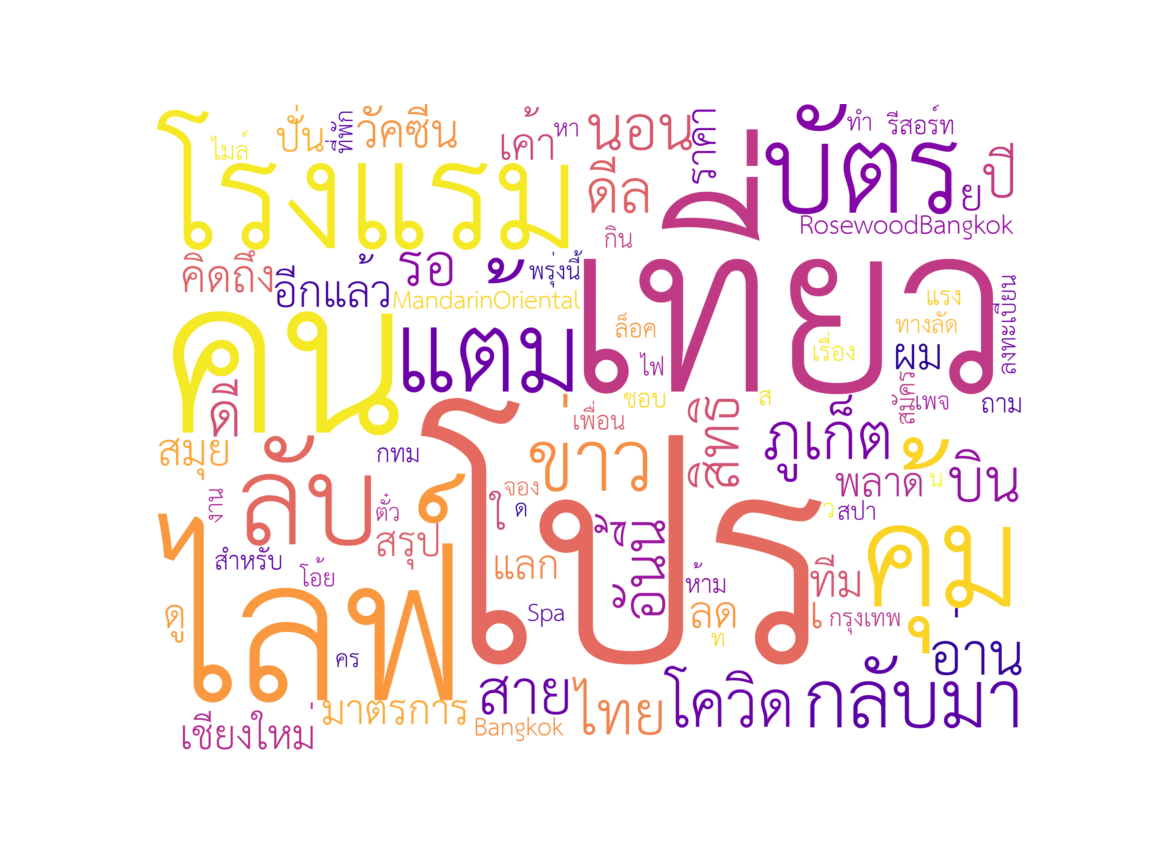 โรงแรม
ไมล์
ปั่น
ที่พัก
วัคซีน
เค้า
หา
นอน
ราคา
บัตร
ทำ
รีสอร์ท
ย
ปี
RosewoodBangkok
ดีล
กิน
เที่ยว
คิดถึง
อีกแล้ว
รอ
พรุ่งนี้
MandarinOriental
ค้น
แต้ม
ล็อค
ไฟ
ชอบ
แรง
ทางลัด
เรื่อง
ผม
ลงทะเบียน
ดี
เพื่อน
สิทธิ
ส
สมัคร
เพจ
ถาม
สมุย
ลับ
กทม
โปร
ข่าว
ภูเก็ต
พลาด
น
บิน
งาน
ตั๋ว
สรุป
ใ
จอง
ด
ว
สปา
ไลฟ์
สำหรับ
โอ้ย
แลก
อันนี้
ห้าม
ทีม
คุ้ม
ดู
Spa
ลด
ท
เ
กรุงเทพ
คร
อ่าน
มาตรการ
สาย
Bangkok
ไทย
โควิด
กลับมา
เชียงใหม่